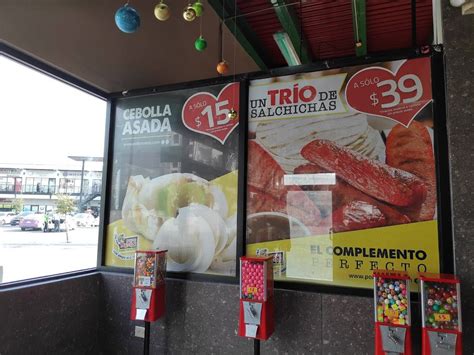 CEBOLLA
ASADA
A SÓLO
$15
UN TRÍO DE
SALCHICHAS
A SÓLO
$39
EL COMPLEMENTO
PERFECTO